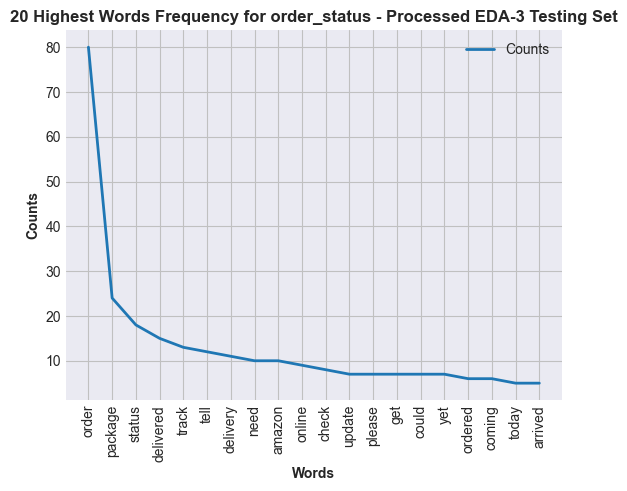 20 Highest Words Frequency for order_status - Processed EDA-3 Testing Set
Counts
80
70
60
50
40
30
20
10
Counts
order
package
status
delivered
track
tell
delivery
need
amazon
online
check
update
please
get
could
yet
ordered
coming
today
arrived
Words